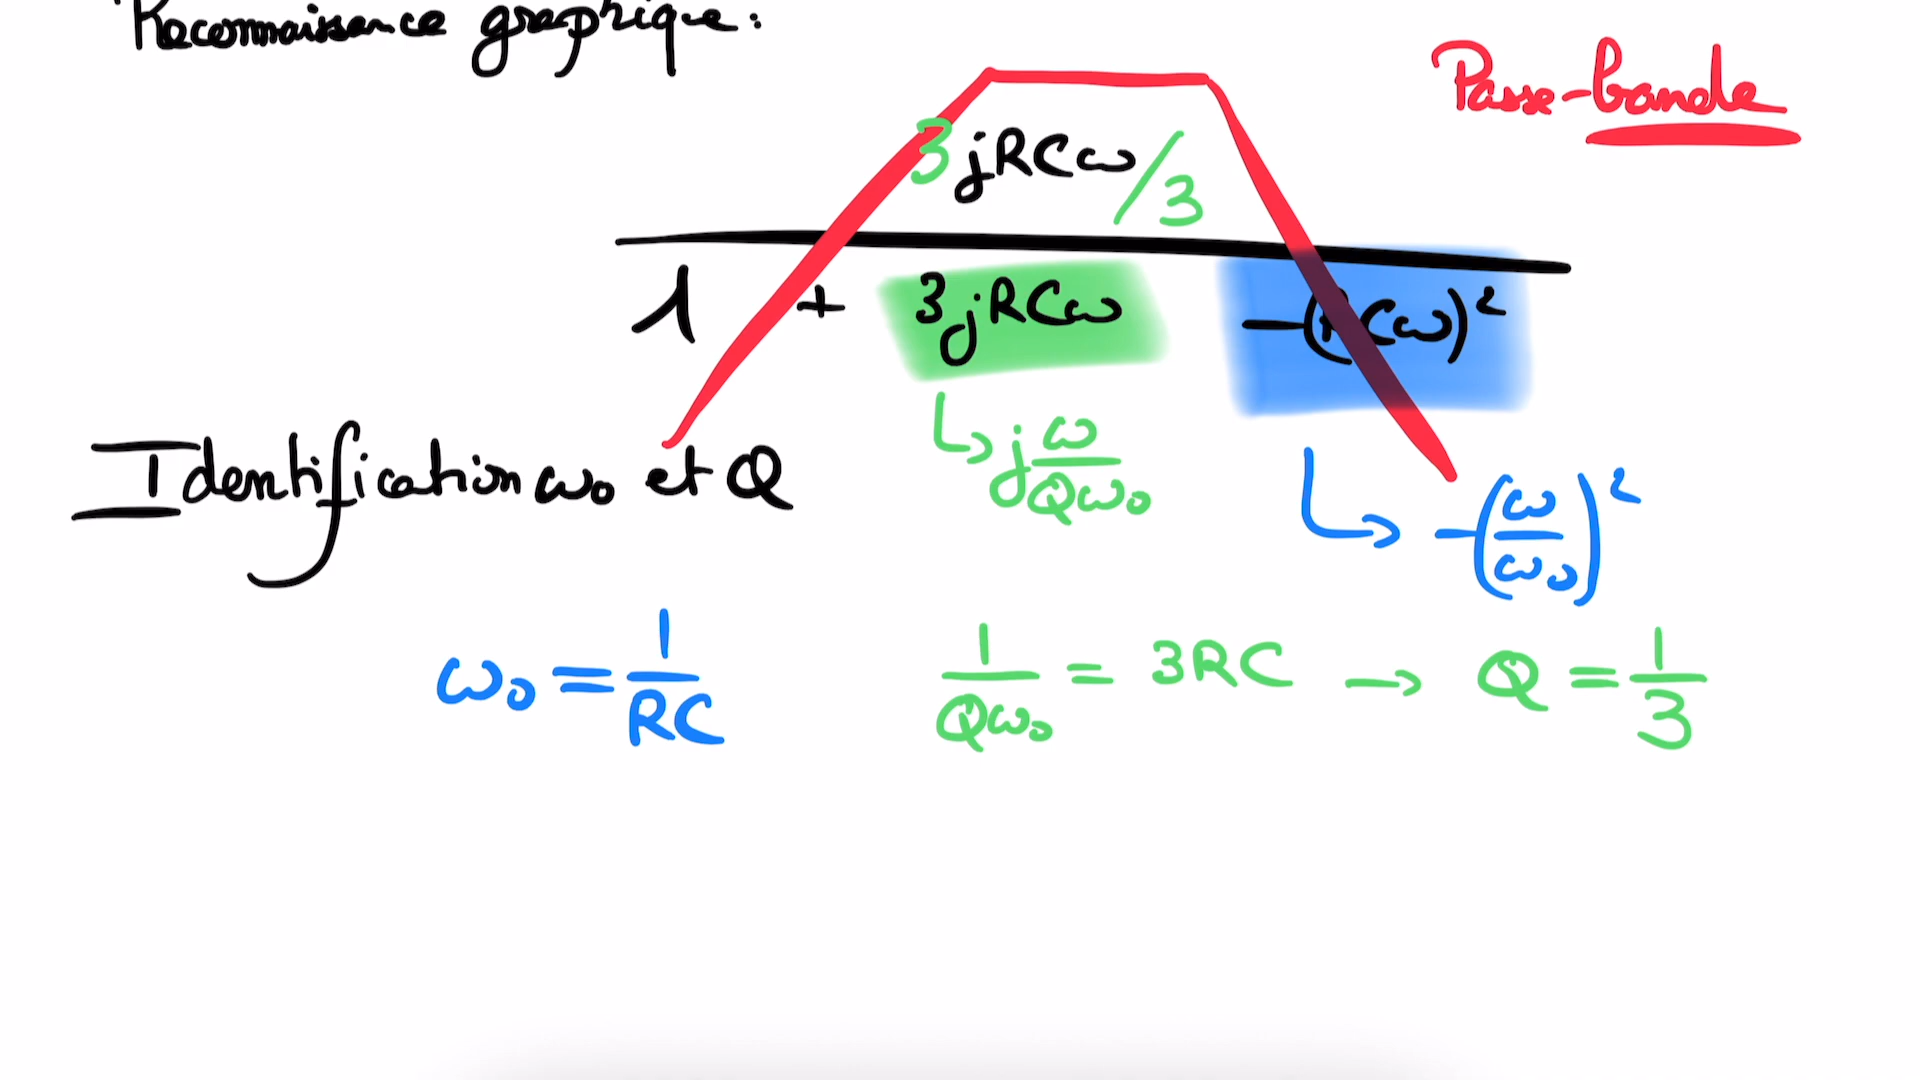 Reconnaissance graphique:
Passe-bande
3jRCω/3
1 + 3jRCω -(RCω)²
↳ j ω/Qω₀
Identification ω₀ et Q
↳ -(ω/ω₀)²
ω₀ = 1/RC
1/Qω₀ = 3RC → Q = 1/3